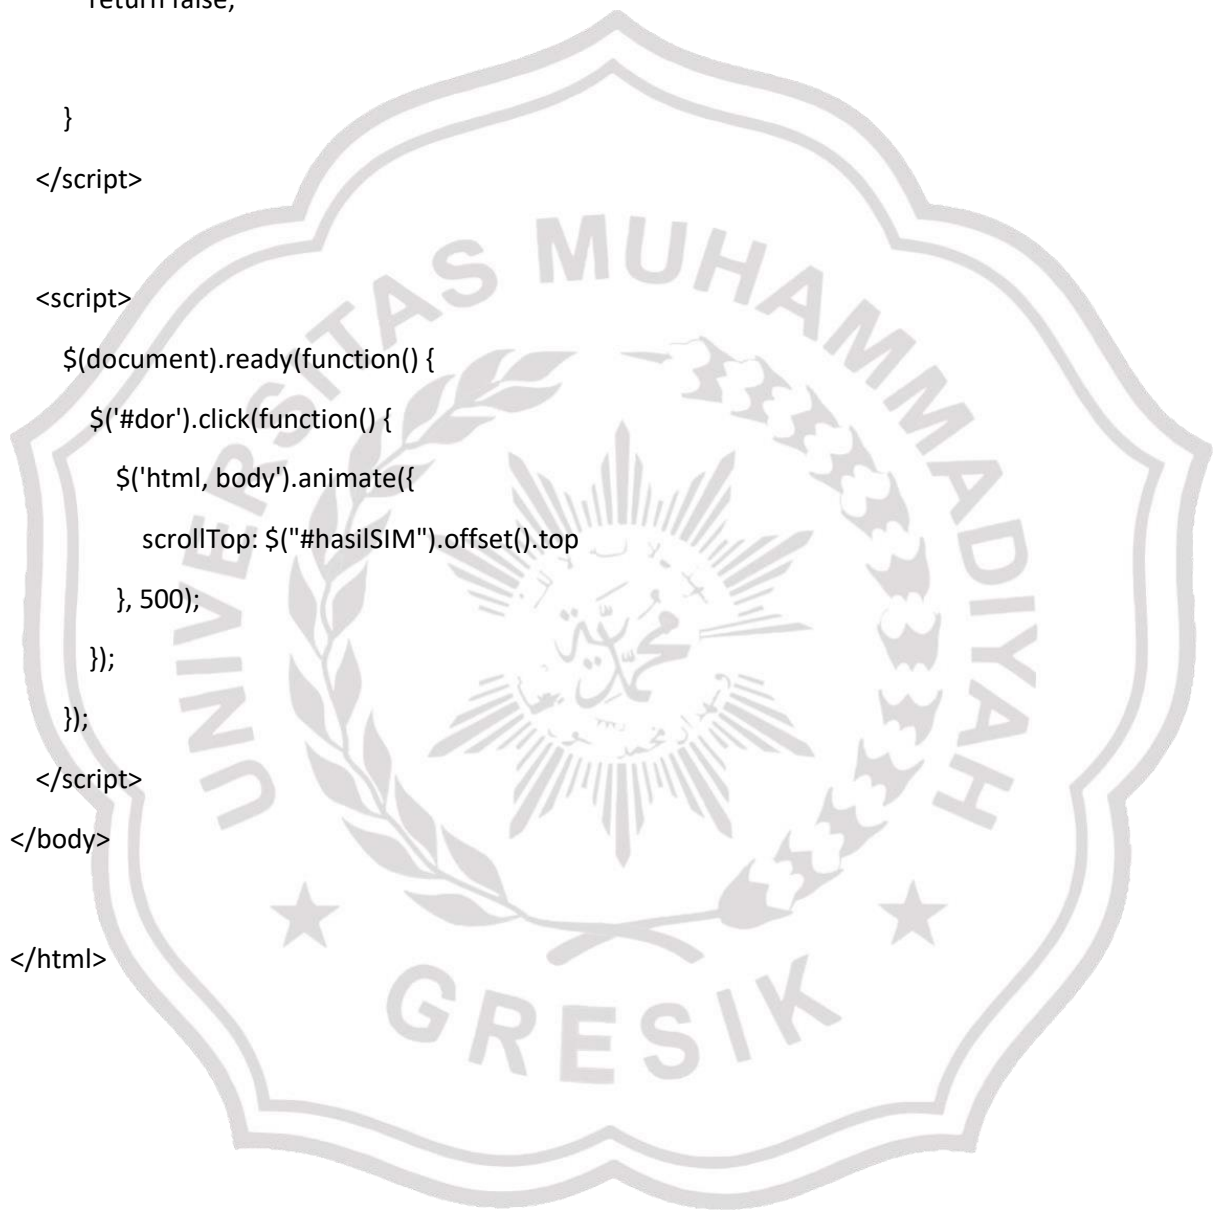 return false;
}
</script>
<script>
$(document).ready(function() {
$('#dor').click(function() {
$('html, body').animate({
scrollTop: $("#hasilSIM").offset().top
}, 500);
});
});
</script>
</body>
</html>
UNIVERSITAS MUHAMMADIYAH
GRESIK